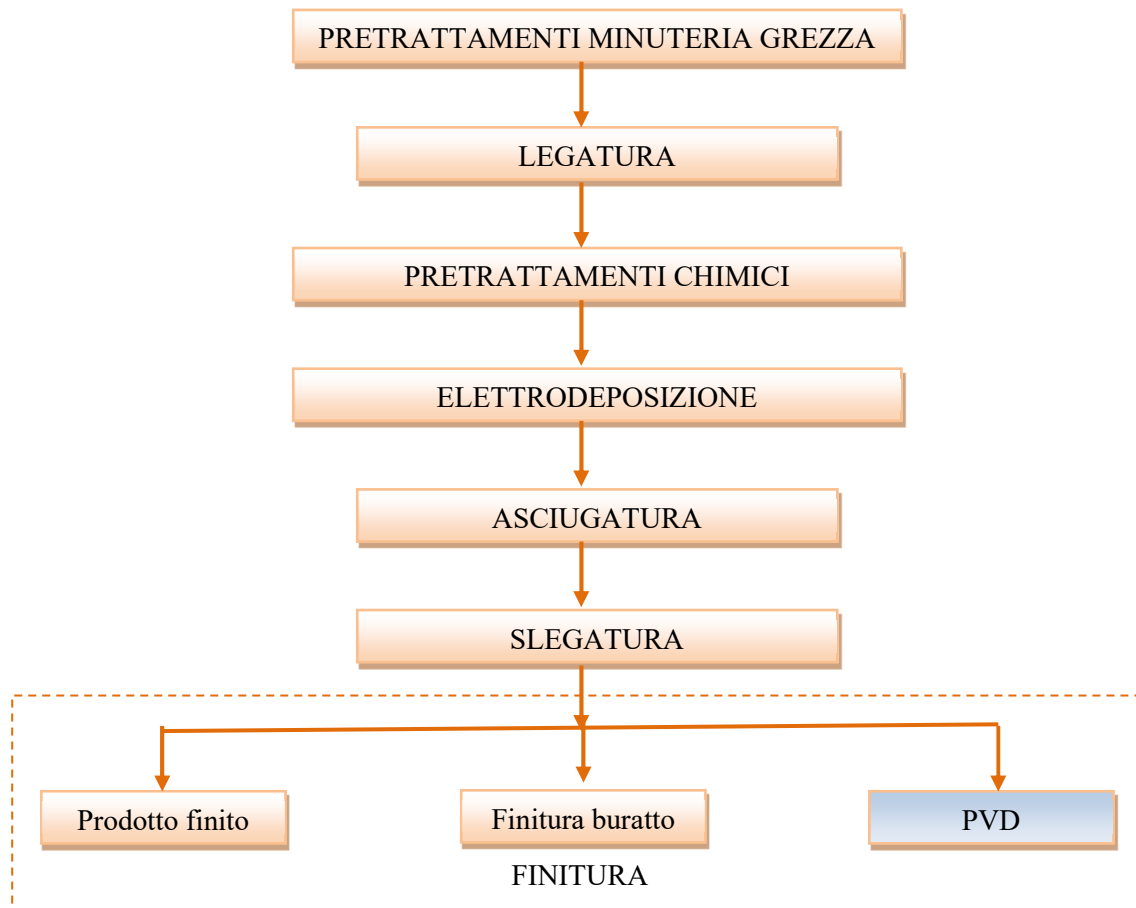 PRETRATTAMENTI MINUTERIA GREZZA
LEGATURA
PRETRATTAMENTI CHIMICI
ELETTRODEPOSIZIONE
ASCIUGATURA
SLEGATURA
Prodotto finito
Finitura buratto
PVD
FINITURA